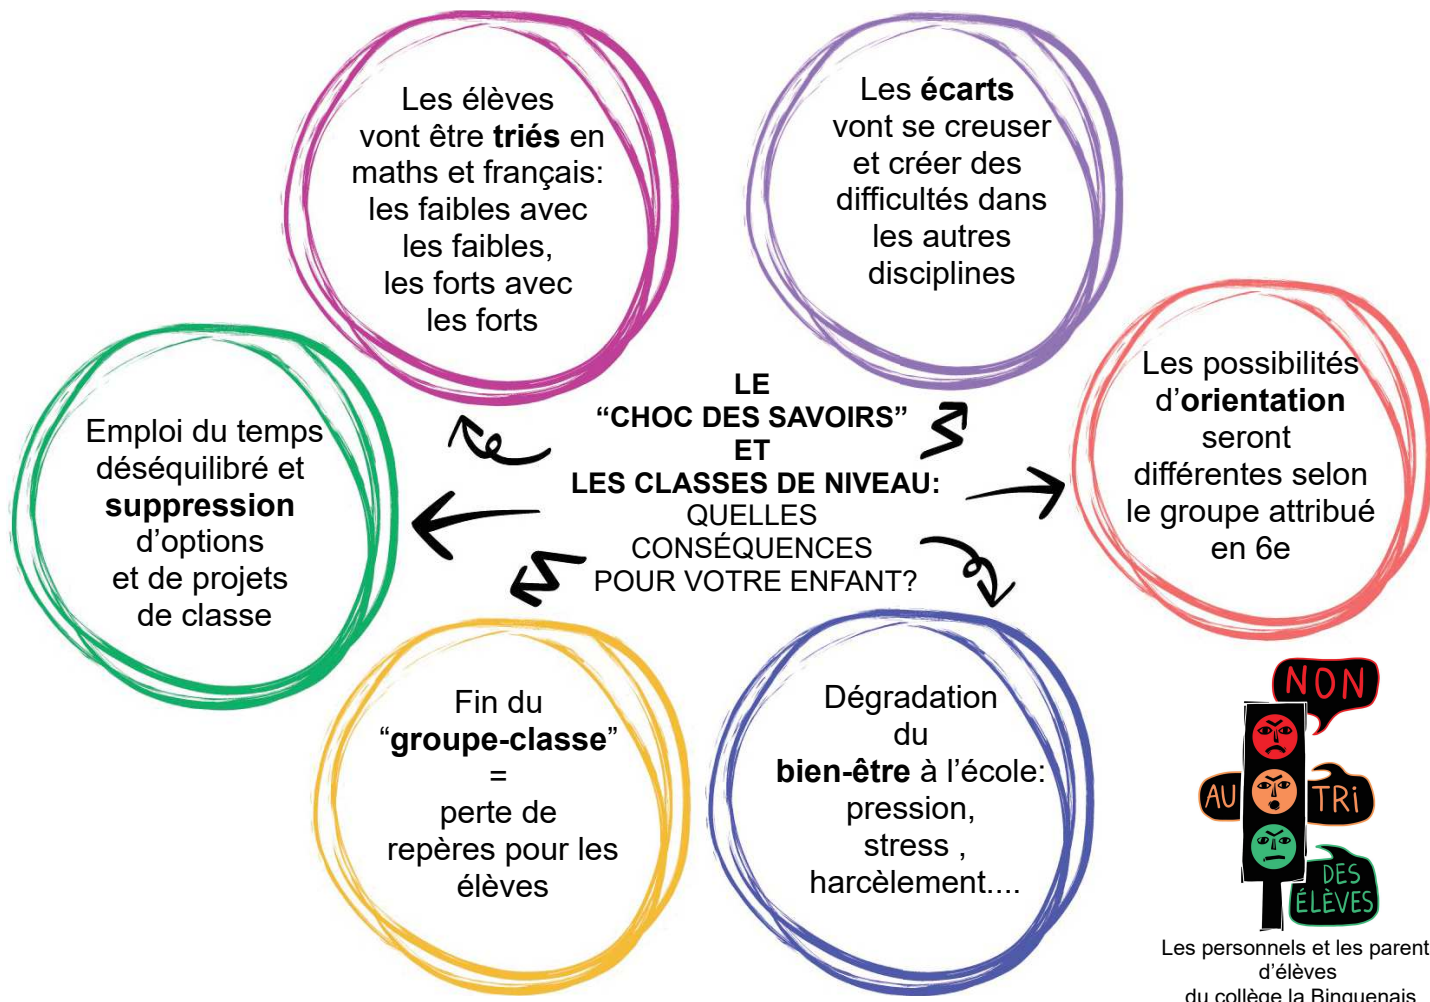 Les élèves
vont être triés en
maths et français:
les faibles avec
les faibles,
les forts avec
les forts
Les écarts
vont se creuser
et créer des
difficultés dans
les autres
disciplines
Emploi du temps
déséquilibré et
suppression
d’options
et de projets
de classe
LE
“CHOC DES SAVOIRS”
ET
LES CLASSES DE NIVEAU:
QUELLES
CONSÉQUENCES
POUR VOTRE ENFANT?
Les possibilités
d’orientation
seront
différentes selon
le groupe attribué
en 6e
Fin du
“groupe-classe”
=
perte de
repères pour les
élèves
Dégradation
du
bien-être à l’école:
pression,
stress ,
harcèlement....
NON
AU TRi
DES
ÉLÈVES
Les personnels et les parent
d’élèves
du collège la Binquenais